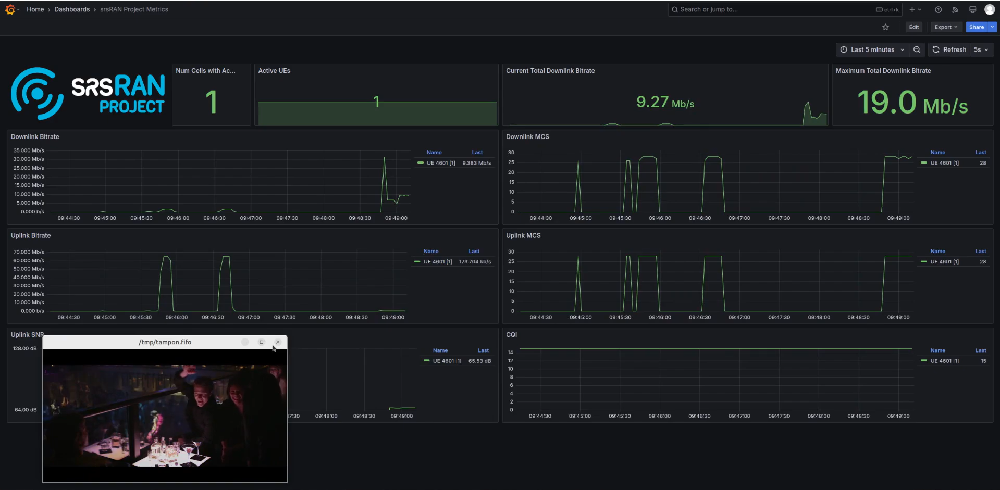 Home › Dashboards › srsRAN Project Metrics
Search or jump to...
ctrl+k
Edit
Export
Share
Last 5 minutes
Refresh
5s
srsRAN
PROJECT
Num Cells with Ac...
1
Active UEs
1
Current Total Downlink Bitrate
9.27 Mb/s
Maximum Total Downlink Bitrate
19.0 Mb/s
Downlink Bitrate
35.000 Mb/s
30.000 Mb/s
25.000 Mb/s
20.000 Mb/s
15.000 Mb/s
10.000 Mb/s
5.000 Mb/s
0.000 b/s
09:44:30 09:45:00 09:45:30 09:46:00 09:46:30 09:47:00 09:47:30 09:48:00 09:48:30 09:49:00
Name Last
UE 4601 [1] 9.383 Mb/s
Downlink MCS
30
25
20
15
10
5
0
09:44:30 09:45:00 09:45:30 09:46:00 09:46:30 09:47:00 09:47:30 09:48:00 09:48:30 09:49:00
Name Last
UE 4601 [1] 28
Uplink Bitrate
70.000 Mb/s
60.000 Mb/s
50.000 Mb/s
40.000 Mb/s
30.000 Mb/s
20.000 Mb/s
10.000 Mb/s
0.000 b/s
09:44:30 09:45:00 09:45:30 09:46:00 09:46:30 09:47:00 09:47:30 09:48:00 09:48:30 09:49:00
Name Last
UE 4601 [1] 173.704 kb/s
Uplink MCS
30
25
20
15
10
5
0
09:44:30 09:45:00 09:45:30 09:46:00 09:46:30 09:47:00 09:47:30 09:48:00 09:48:30 09:49:00
Name Last
UE 4601 [1] 28
Uplink SNR
128.00 dB
64.00 dB
/tmp/tampon.fifo
7:30 09:48:00 09:48:30 09:49:00
Name Last
UE 4601 [1] 65.53 dB
CQI
14
12
10
8
6
4
2
0
09:44:30 09:45:00 09:45:30 09:46:00 09:46:30 09:47:00 09:47:30 09:48:00 09:48:30 09:49:00
Name Last
UE 4601 [1] 15